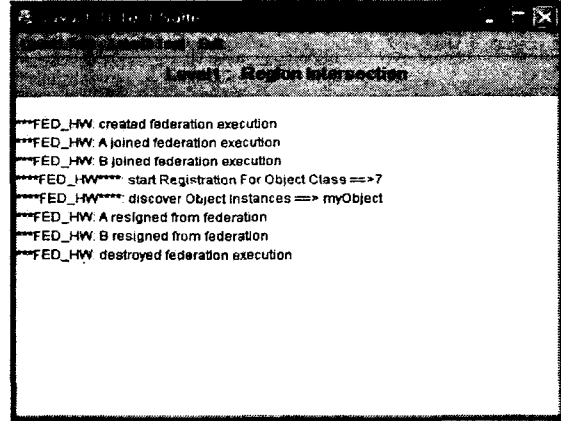 Test Suite
Level1 - Region Intersection
***FED_HW: created federation execution
***FED_HW: A joined federation execution
***FED_HW: B joined federation execution
****FED_HW****: start Registration For Object Class ==>7
****FED_HW****: discover Object Instances ==> myObject
***FED_HW: A resigned from federation
***FED_HW: B resigned from federation
***FED_HW: destroyed federation execution